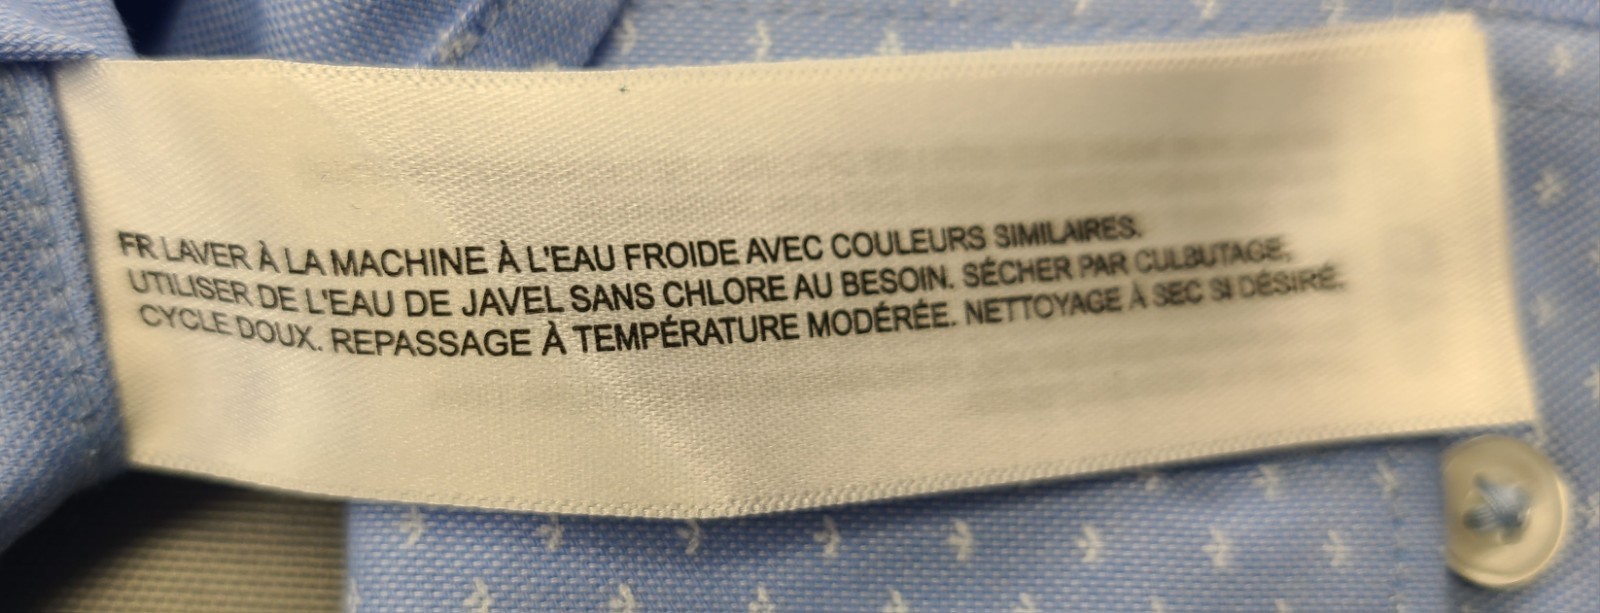 FR LAVER À LA MACHINE À L'EAU FROIDE AVEC COULEURS SIMILAIRES.
UTILISER DE L'EAU DE JAVEL SANS CHLORE AU BESOIN. SÉCHER PAR CULBUTAGE,
CYCLE DOUX. REPASSAGE À TEMPÉRATURE MODÉRÉE. NETTOYAGE À SEC SI DÉSIRÉ.